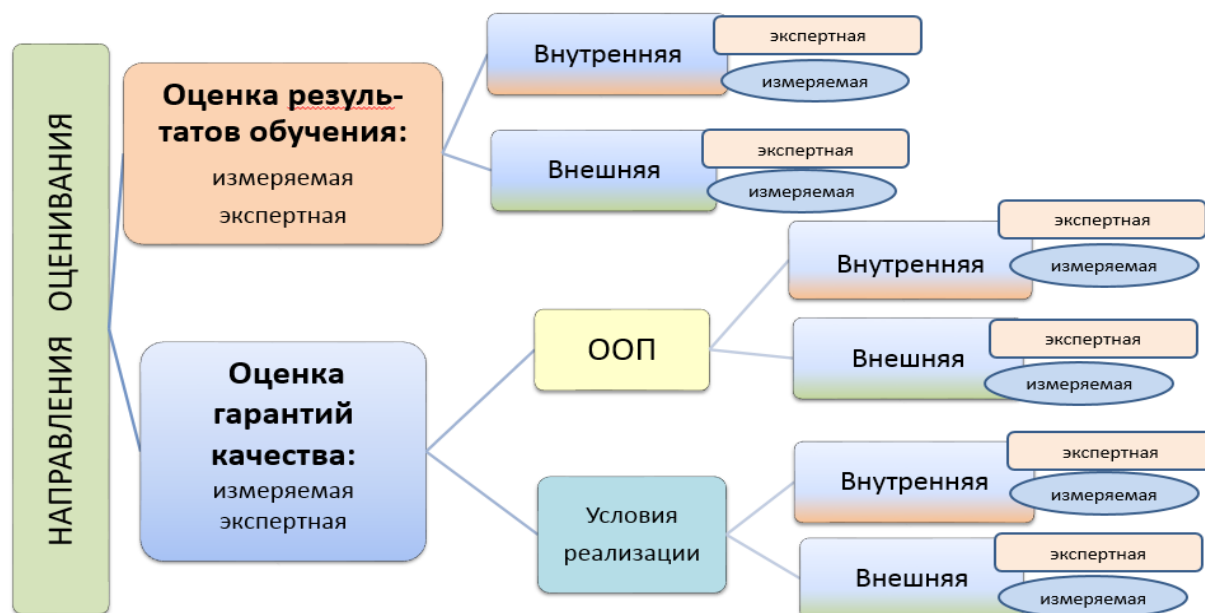 НАПРАВЛЕНИЯ ОЦЕНИВАНИЯ
Оценка резуль-
татов обучения:
измеряемая
экспертная
Внутренняя
экспертная
измеряемая
Внешняя
экспертная
измеряемая
Оценка
гарантий
качества:
измеряемая
экспертная
ООП
Внутренняя
экспертная
измеряемая
Внешняя
экспертная
измеряемая
Условия
реализации
Внутренняя
экспертная
измеряемая
Внешняя
экспертная
измеряемая